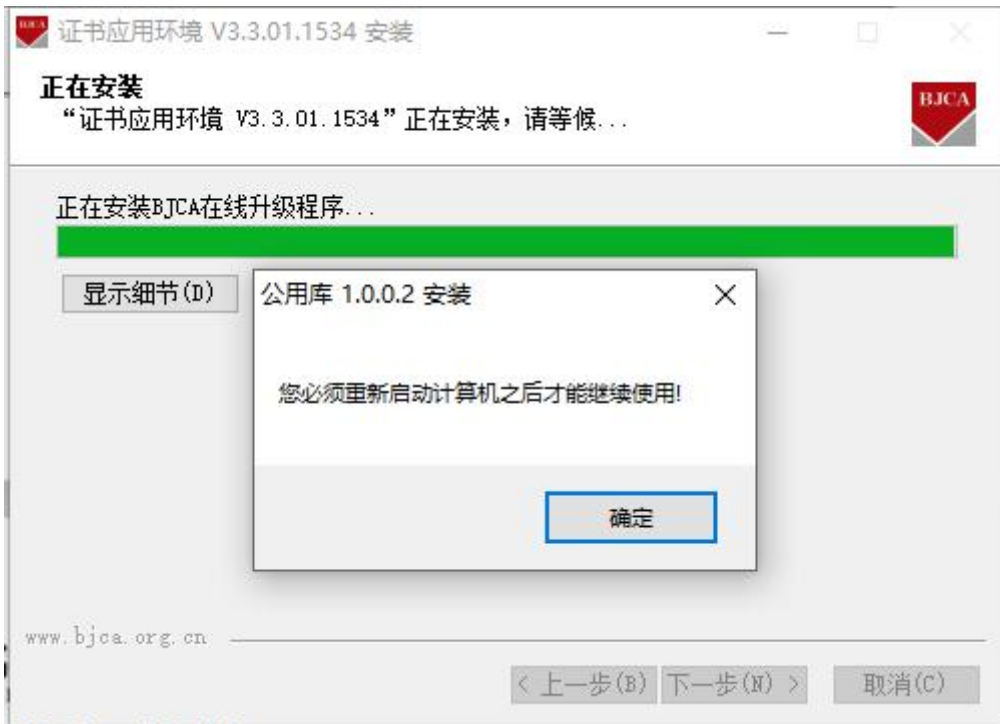 BJCA
证书应用环境 V3.3.01.1534 安装
正在安装
“证书应用环境 V3.3.01.1534”正在安装，请等候...
BJCA
正在安装BJCA在线升级程序...
显示细节(D)
公用库 1.0.0.2 安装
您必须重新启动计算机之后才能继续使用!
确定
www.bjca.org.cn
< 上一步(B)
下一步(N) >
取消(C)